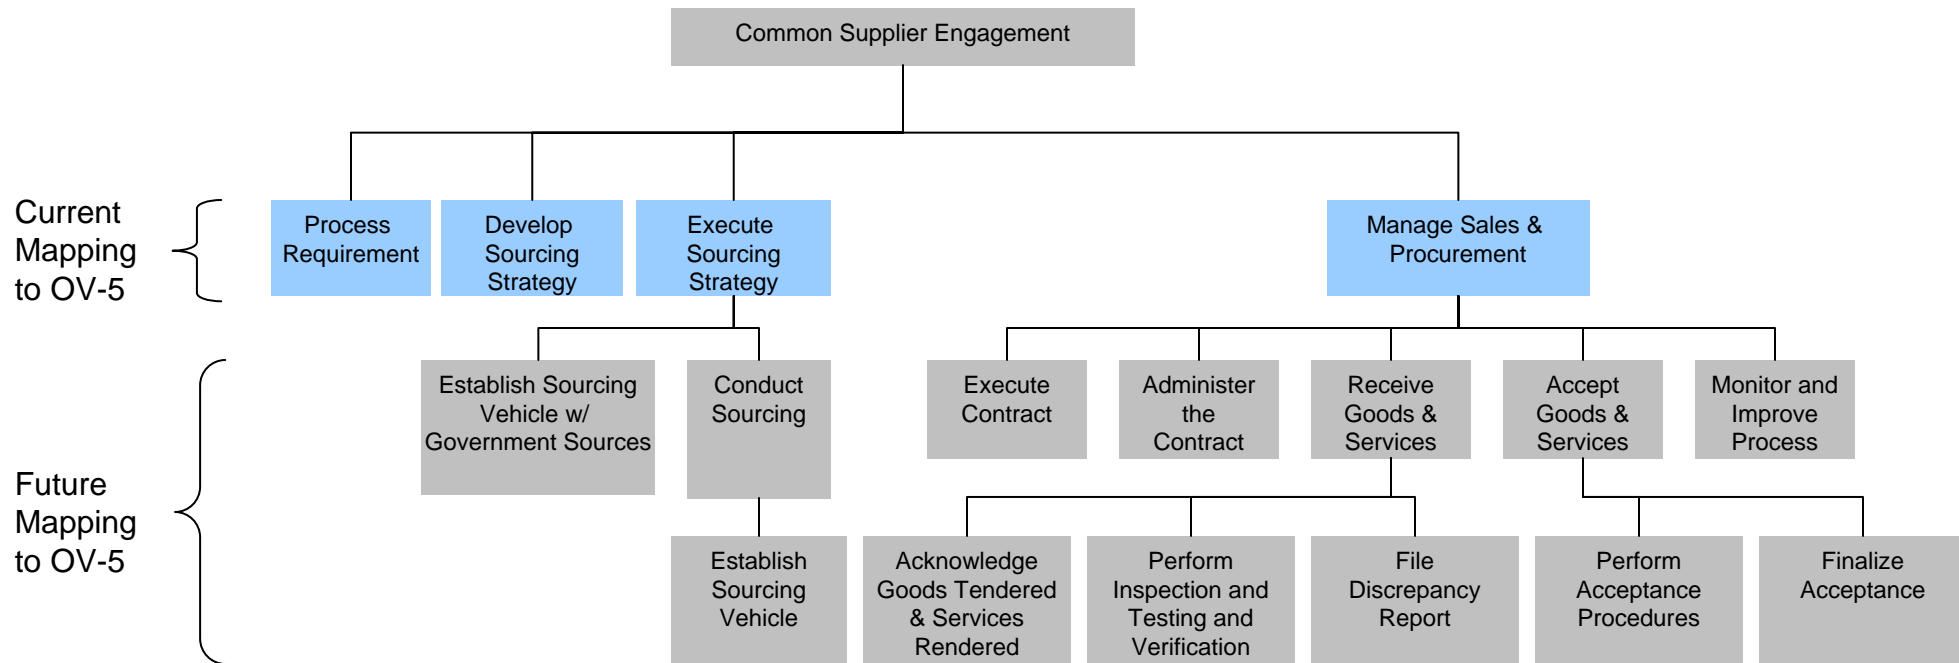 Common Supplier Engagement
Current
Mapping
to OV-5
Process
Requirement
Develop
Sourcing
Strategy
Execute
Sourcing
Strategy
Manage Sales &
Procurement
Future
Mapping
to OV-5
Establish Sourcing
Vehicle w/
Government Sources
Conduct
Sourcing
Execute
Contract
Administer
the
Contract
Receive
Goods &
Services
Accept
Goods &
Services
Monitor and
Improve
Process
Establish
Sourcing
Vehicle
Acknowledge
Goods Tendered
& Services
Rendered
Perform
Inspection and
Testing and
Verification
File
Discrepancy
Report
Perform
Acceptance
Procedures
Finalize
Acceptance